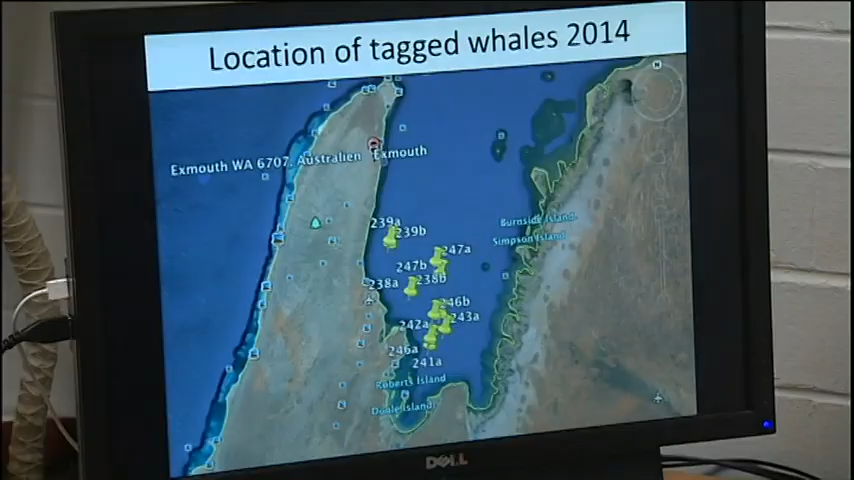 Location of tagged whales 2014
Exmouth WA 6707, Australien
Exmouth
239a
239b
Burnside Island
Simpson Island
247a
247b
238b
238a
246b
243a
242a
246a
241a
Roberts Island
Doole Island
N
DELL